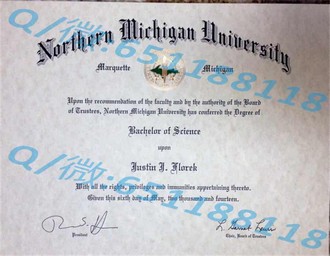 Q/微:651188118
Northern Michigan University
Marquette Michigan
Upon the recommendation of the faculty and by the authority of the Board
of Trustees, Northern Michigan University has conferred the Degree of
Bachelor of Science
upon
Justin J. Florek
With all the rights, privileges and immunities appertaining thereto.
Given this sixth day of May, two thousand and fourteen.
Q/微:651188118
President
Chair, Board of Trustees
Q/微:651188118